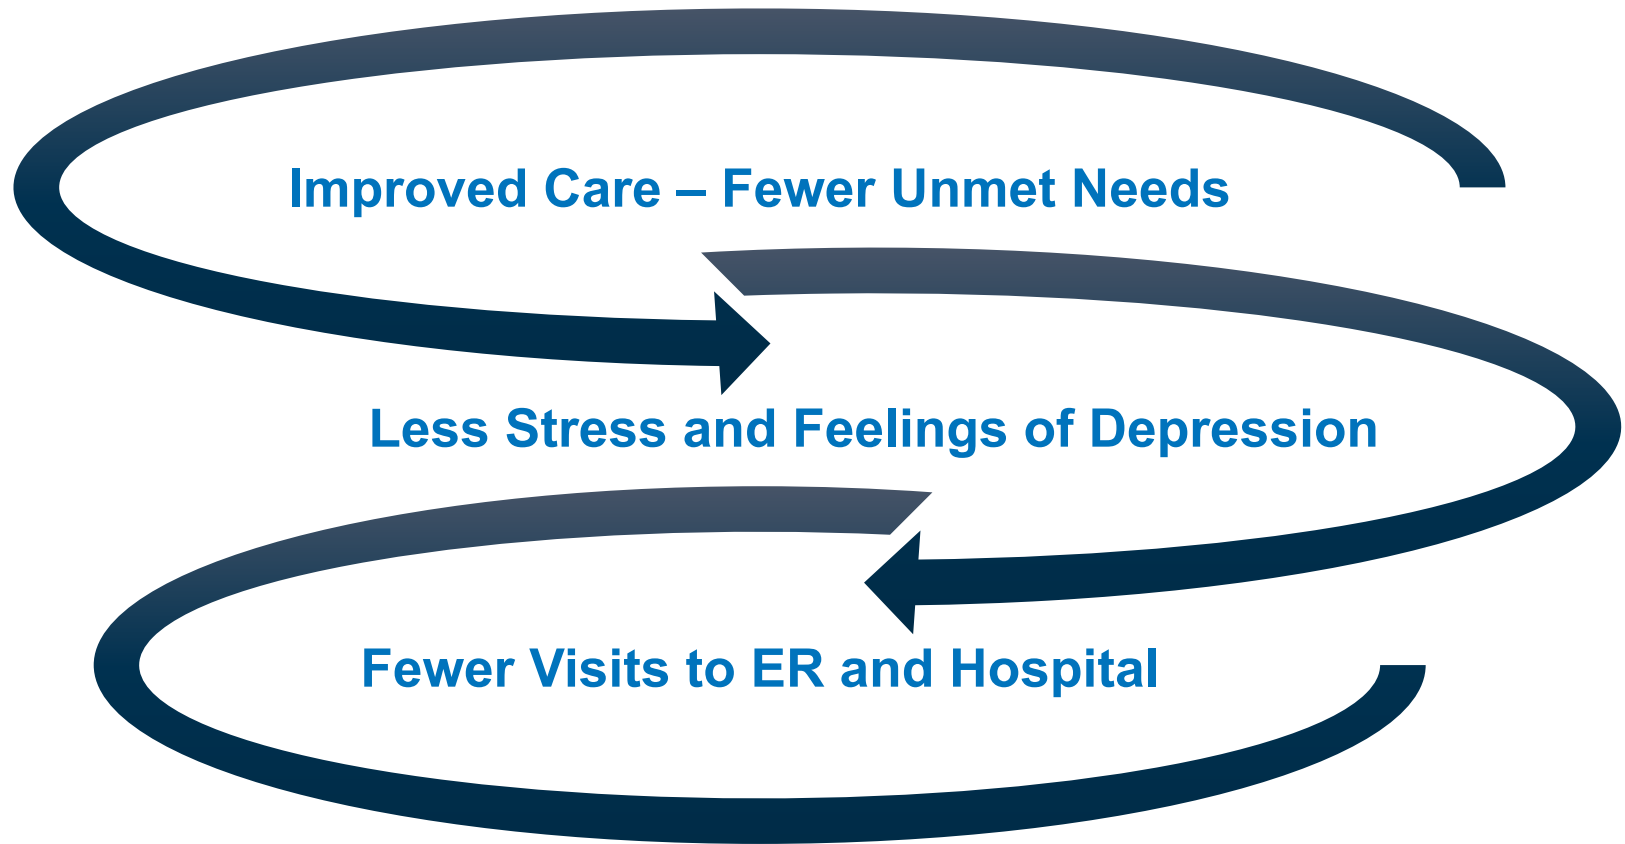 Improved Care – Fewer Unmet Needs
Less Stress and Feelings of Depression
Fewer Visits to ER and Hospital